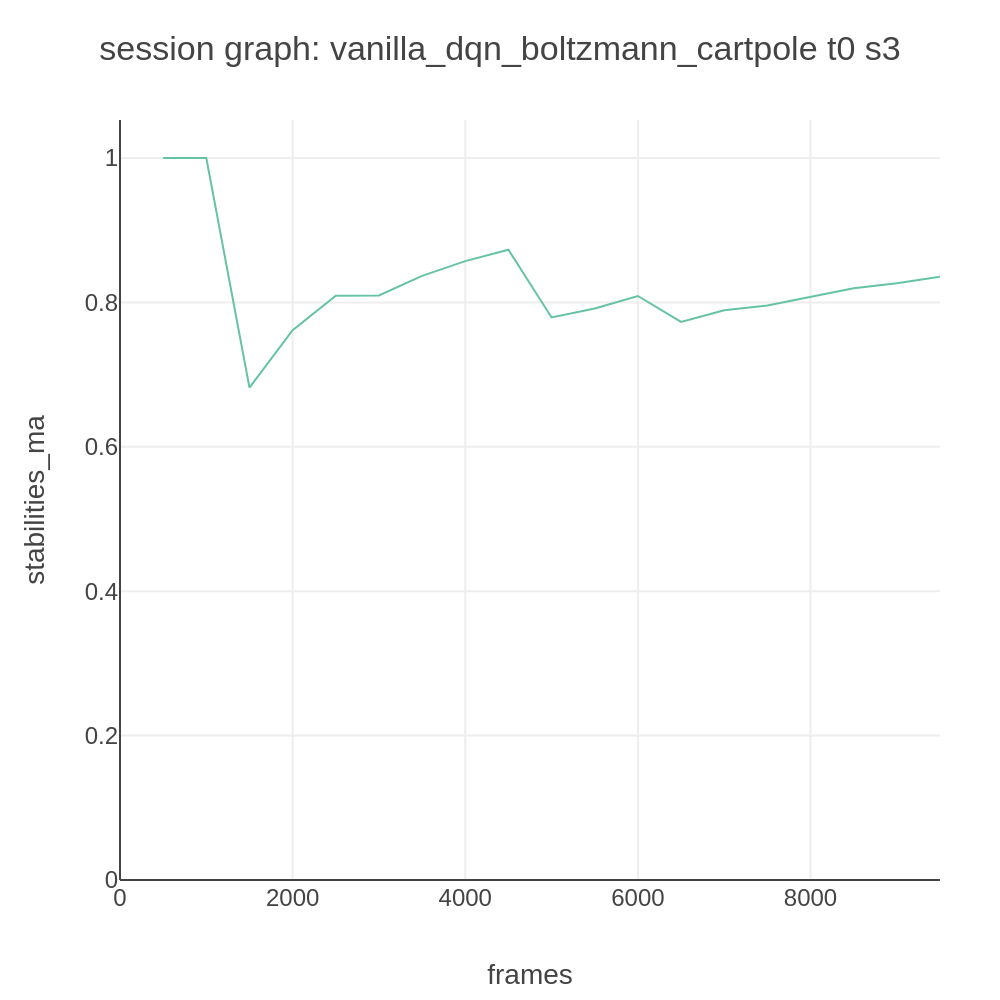 session graph: vanilla_dqn_boltzmann_cartpole t0 s3
1
0.8
0.6
0.4
0.2
0
stabilities_ma
0 2000 4000 6000 8000
frames